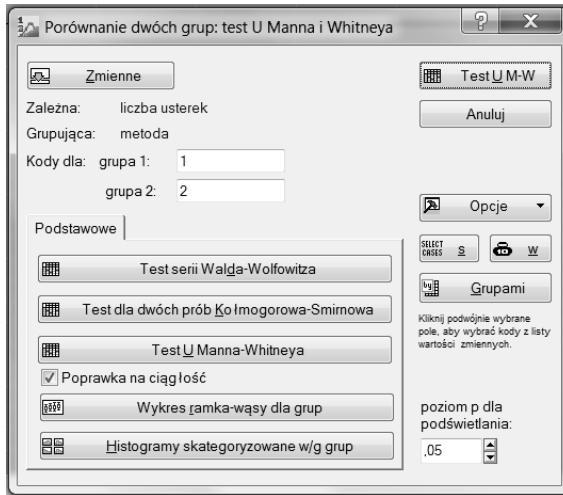 Porównanie dwóch grup: test U Manna i Whitneya
Zmienne
Test U M-W
Zależna: liczba usterek
Anuluj
Grupująca: metoda
Kody dla: grupa 1: 1
grupa 2: 2
Opcje
Podstawowe
SELECT CASES S
W
Test serii Walda-Wolfowitza
Grupami
Test dla dwóch prób Kołmogorowa-Smirnowa
Kliknij podwójnie wybrane
pole, aby wybrać kody z listy
wartości zmiennych.
Test U Manna-Whitneya
Poprawka na ciągłość
Wykres ramka-wąsy dla grup
poziom p dla
podświetlania:
Histogramy skategoryzowane w/g grup
,05